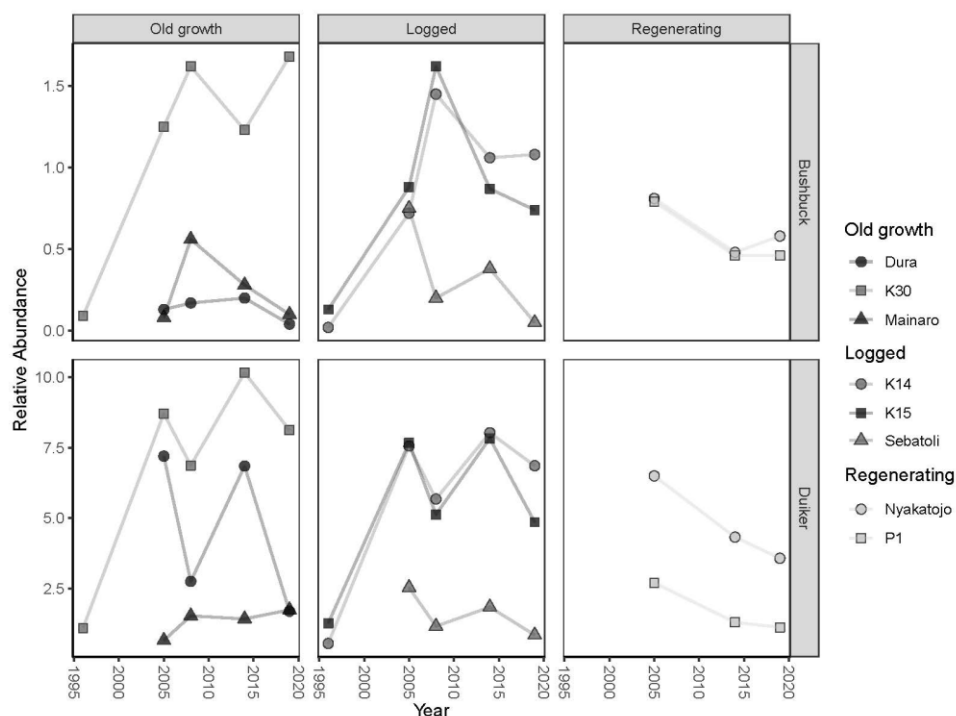 Old growth
Logged
Regenerating
Bushbuck
Duiker
Relative Abundance
1.5
1.0
0.5
0.0
10.0
7.5
5.0
2.5
1995
2000
2005
2010
2015
2020
1995
2000
2005
2010
2015
2020
1995
2000
2005
2010
2015
2020
Year
Old growth
Dura
K30
Mainaro
Logged
K14
K15
Sebatoli
Regenerating
Nyakatojo
P1